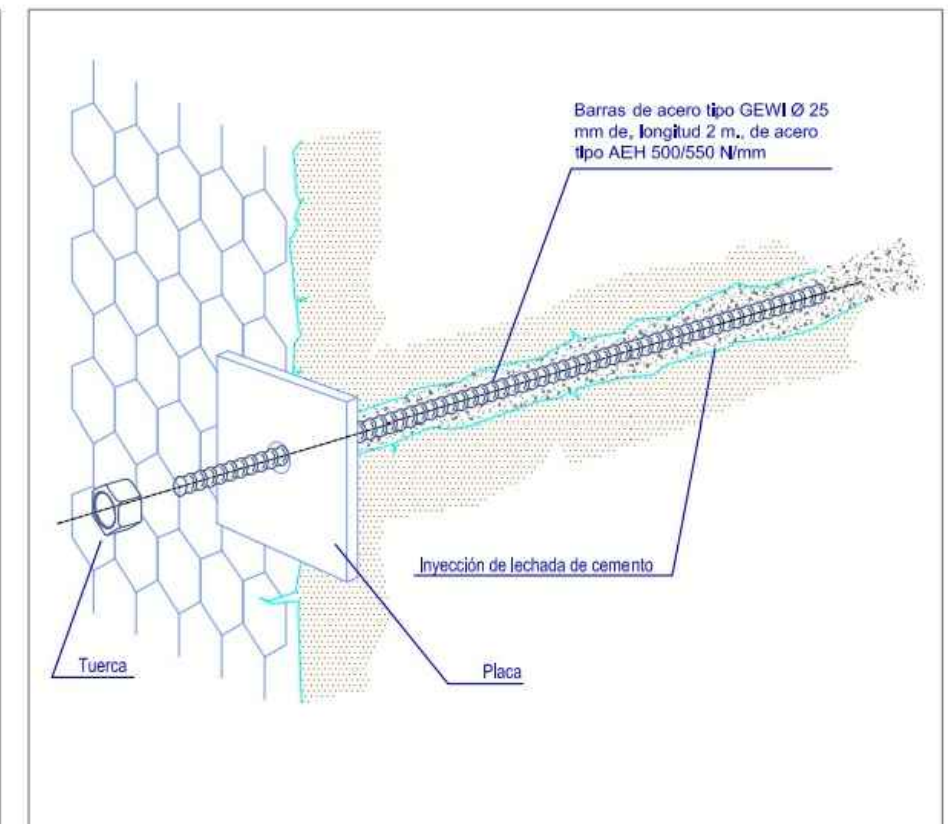 Barras de acero tipo GEWI Ø 25
mm de, longitud 2 m., de acero
tipo AEH 500/550 N/mm
Inyección de lechada de cemento
Tuerca
Placa